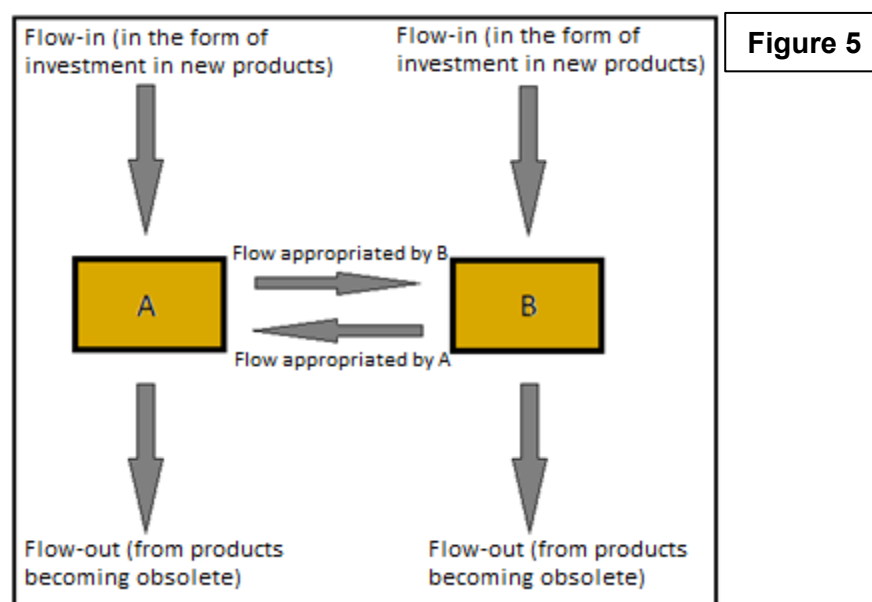 Flow-in (in the form of
investment in new products)
Flow-in (in the form of
investment in new products)
Figure 5
Flow appropriated by B
A
B
Flow appropriated by A
Flow-out (from products
becoming obsolete)
Flow-out (from products
becoming obsolete)